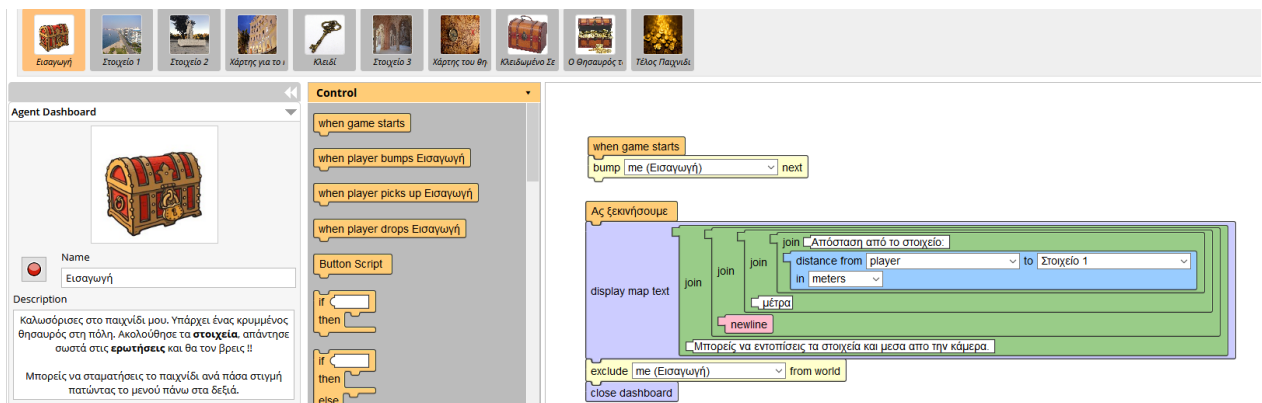 Εισαγωγή
Στοιχείο 1
Στοιχείο 2
Χάρτης για το ι
Κλειδί
Στοιχείο 3
Χάρτης του θη
Κλειδωμένο Σε
Ο Θησαυρός τ
Τέλος Παιχνιδι
Agent Dashboard
Name
Εισαγωγή
Description
Καλωσόρισες στο παιχνίδι μου. Υπάρχει ένας κρυμμένος
θησαυρός στη πόλη. Ακολούθησε τα στοιχεία, απάντησε
σωστά στις ερωτήσεις και θα τον βρεις !!
Μπορείς να σταματήσεις το παιχνίδι ανά πάσα στιγμή
πατώντας το μενού πάνω στα δεξιά.
Control
when game starts
when player bumps Εισαγωγή
when player picks up Εισαγωγή
when player drops Εισαγωγή
Button Script
if
then
if
then
else
when game starts
bump me (Εισαγωγή) next
Ας ξεκινήσουμε
display map text join join join join Απόσταση από το στοιχείο:
distance from player to Στοιχείο 1
in meters
μέτρα
newline
Μπορείς να εντοπίσεις τα στοιχεία και μεσα απο την κάμερα.
exclude me (Εισαγωγή) from world
close dashboard